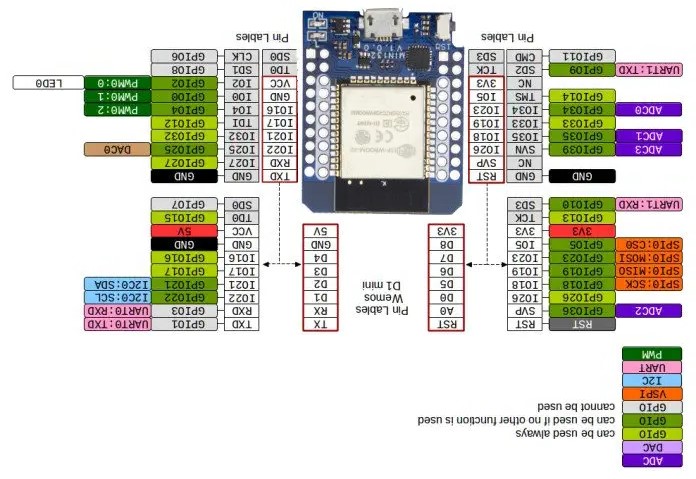 ADC
DAC
GPIO can be used always
GPIO can be used if no other function is used
GPIO cannot be used
VSPI
I2C
UART
PWM
RST RST RST TX TXD GPIO1 UART0:TXD
ADC2 GPIO36 SVP A0 RX RXD GPIO3 UART0:RXD
GPIO26 IO26 D0 D1 IO22 GPIO22 I2C0:SCL
SPI0:SCK GPIO18 IO18 D5 D2 IO21 GPIO21 I2C0:SDA
SPI0:MISO GPIO19 IO19 D6 D3 IO17 GPIO17
SPI0:MOSI GPIO23 IO23 D7 D4 IO16 GPIO16
SPI0:CS0 GPIO5 IO5 D8 GND GND GND
3V3 3V3 3V3 5V VCC 5V
GPIO13 TCK TD0 GPIO15
UART1:RXD GPIO10 SD3 SD0 GPIO7
Pin Lables
Wemos
D1 mini
GND GND RST TXD GND GND
NC SVP RXD IO27 GPIO27
ADC3 GPIO39 SVN IO26 IO22 IO25 GPIO25 DAC0
ADC1 GPIO35 IO35 IO18 IO21 IO32 GPIO32
GPIO33 IO33 IO19 IO17 TDI GPIO12
ADC0 GPIO34 IO34 IO23 IO16 IO4 GPIO4 PWM0:2
GPIO14 TMS IO5 GND IO0 GPIO0 PWM0:1
NC 3V3 VCC IO2 GPIO2 PWM0:0 LED0
UART1:TXD GPIO9 SD2 TCK TD0 SD1 GPIO8
GPIO11 CMD SD3 SD0 CLK GPIO6
Pin Lables Pin Lables
MINI32
V1.0.0